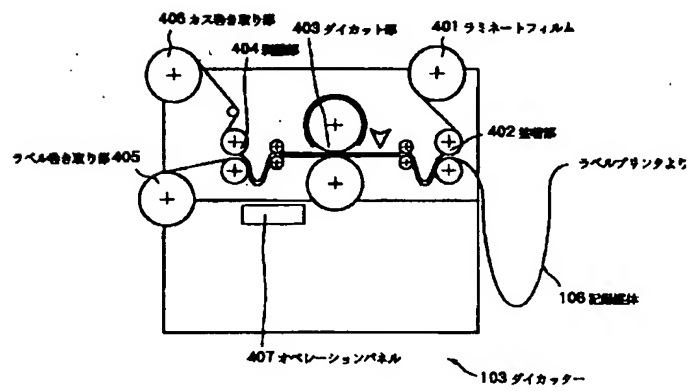 406 カス巻き取り部
404 剥離部
403 ダイカット部
401 ラミネートフィルム
402
ラベル巻き取り部 405
ラベルプリンタより
106 記録媒体
407 オペレーションパネル
103 ダイカッター